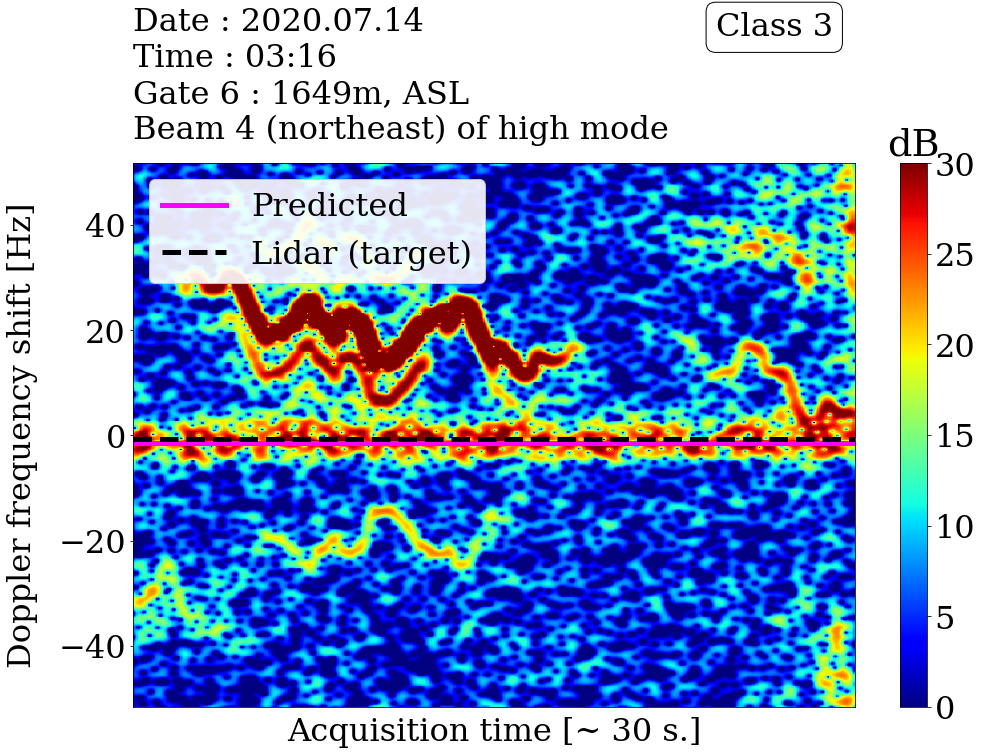 Date : 2020.07.14
Time : 03:16
Gate 6 : 1649m, ASL
Beam 4 (northeast) of high mode
Class 3
dB
Predicted
Lidar (target)
Doppler frequency shift [Hz]
40
20
0
−20
−40
Acquisition time [~ 30 s.]
30
25
20
15
10
5
0